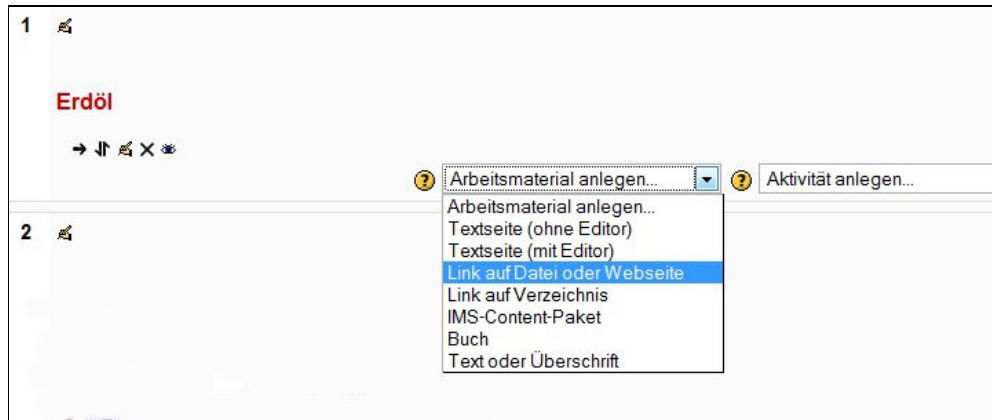 1
Erdöl
Arbeitsmaterial anlegen... Aktivität anlegen...
Arbeitsmaterial anlegen...
Textseite (ohne Editor)
Textseite (mit Editor)
Link auf Datei oder Webseite
Link auf Verzeichnis
IMS-Content-Paket
Buch
Text oder Überschrift
2